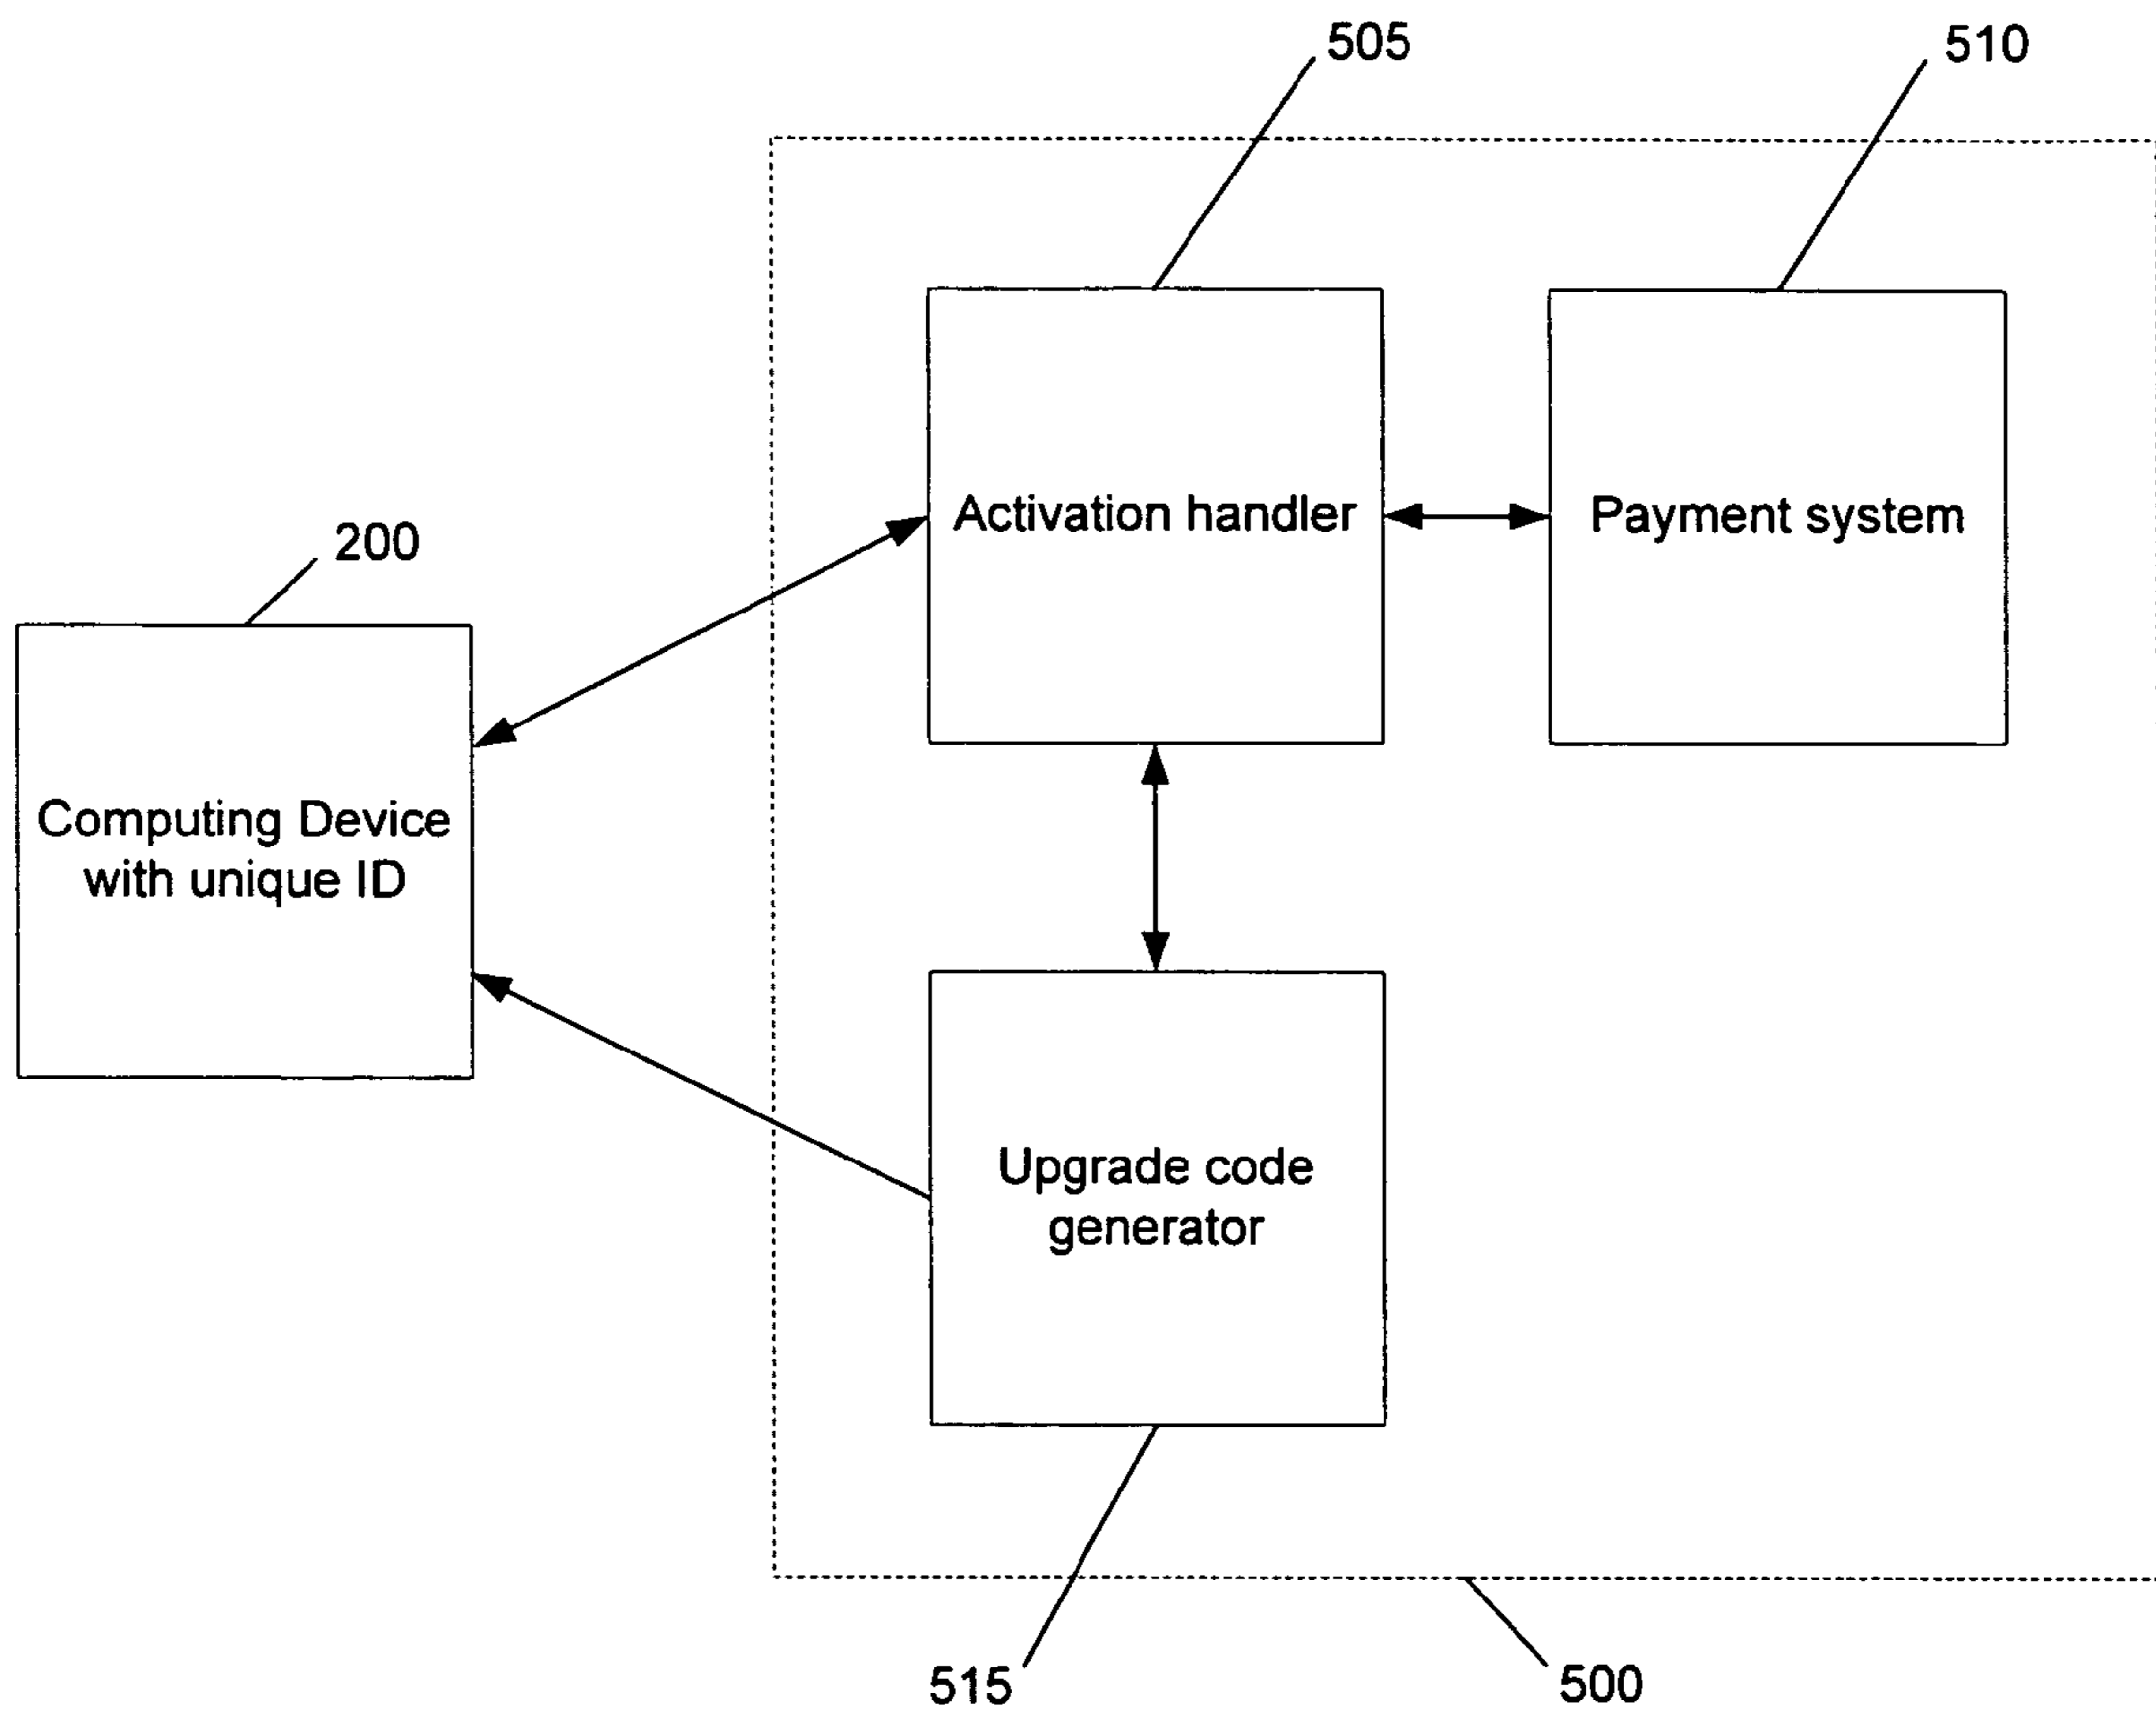 505
510
Activation handler
Payment system
200
Computing Device
with unique ID
Upgrade code
generator
515
500